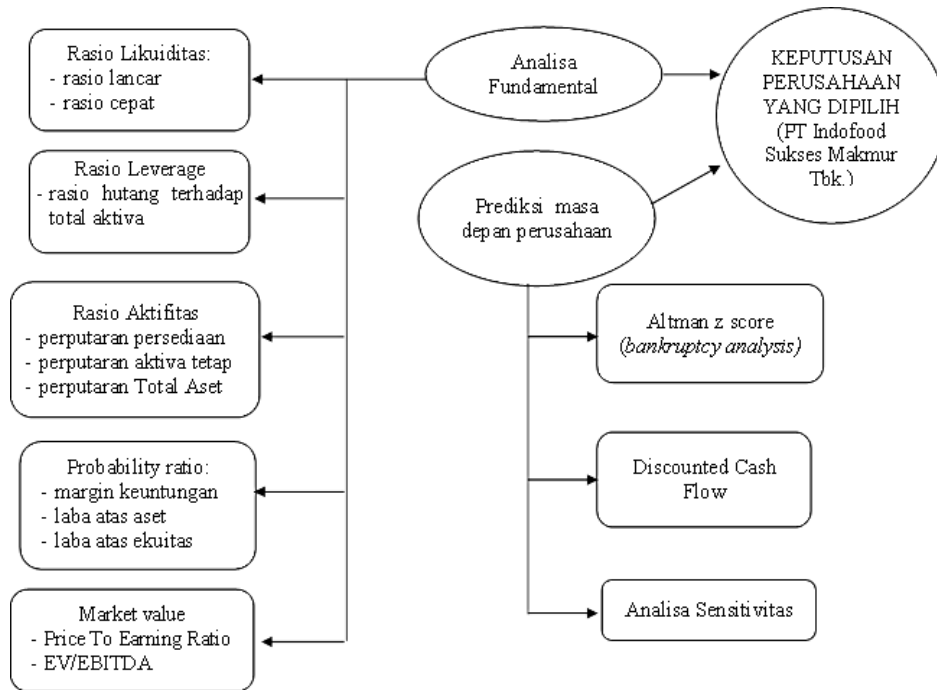 Rasio Likuiditas:
- rasio lancar
- rasio cepat
Rasio Leverage
- rasio hutang terhadap
total aktiva
Rasio Aktifitas
- perputaran persediaan
- perputaran aktiva tetap
- perputaran Total Aset
Probability ratio:
- margin keuntungan
- laba atas aset
- laba atas ekuitas
Market value
- Price To Earning Ratio
- EV/EBITDA
Analisa
Fundamental
Prediksi masa
depan perusahaan
KEPUTUSAN
PERUSAHAAN
YANG DIPILIH
(PT Indofood
Sukses Makmur
Tbk.)
Altman z score
(bankruptcy analysis)
Discounted Cash
Flow
Analisa Sensitivitas